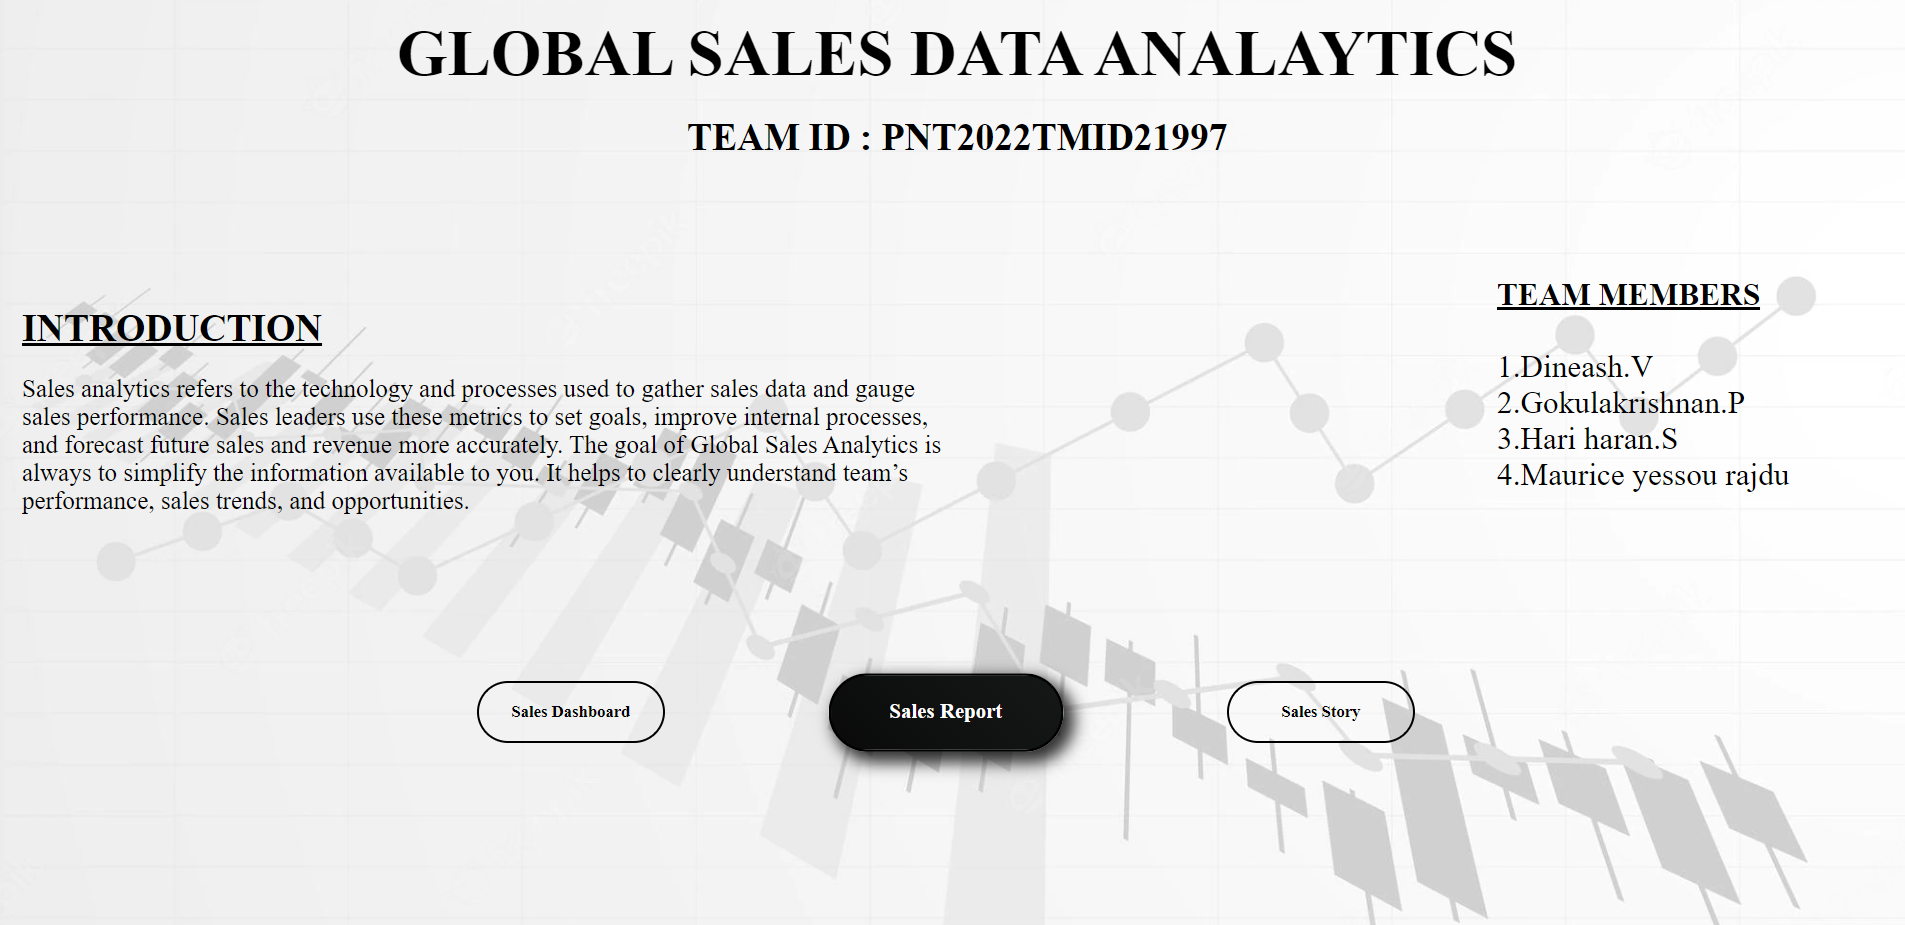 GLOBAL SALES DATA ANALAYTICS
TEAM ID : PNT2022TMID21997
INTRODUCTION
Sales analytics refers to the technology and processes used to gather sales data and gauge
sales performance. Sales leaders use these metrics to set goals, improve internal processes,
and forecast future sales and revenue more accurately. The goal of Global Sales Analytics is
always to simplify the information available to you. It helps to clearly understand team’s
performance, sales trends, and opportunities.
TEAM MEMBERS
1.Dineash.V
2.Gokulakrishnan.P
3.Hari haran.S
4.Maurice yessou rajdu
Sales Dashboard
Sales Report
Sales Story